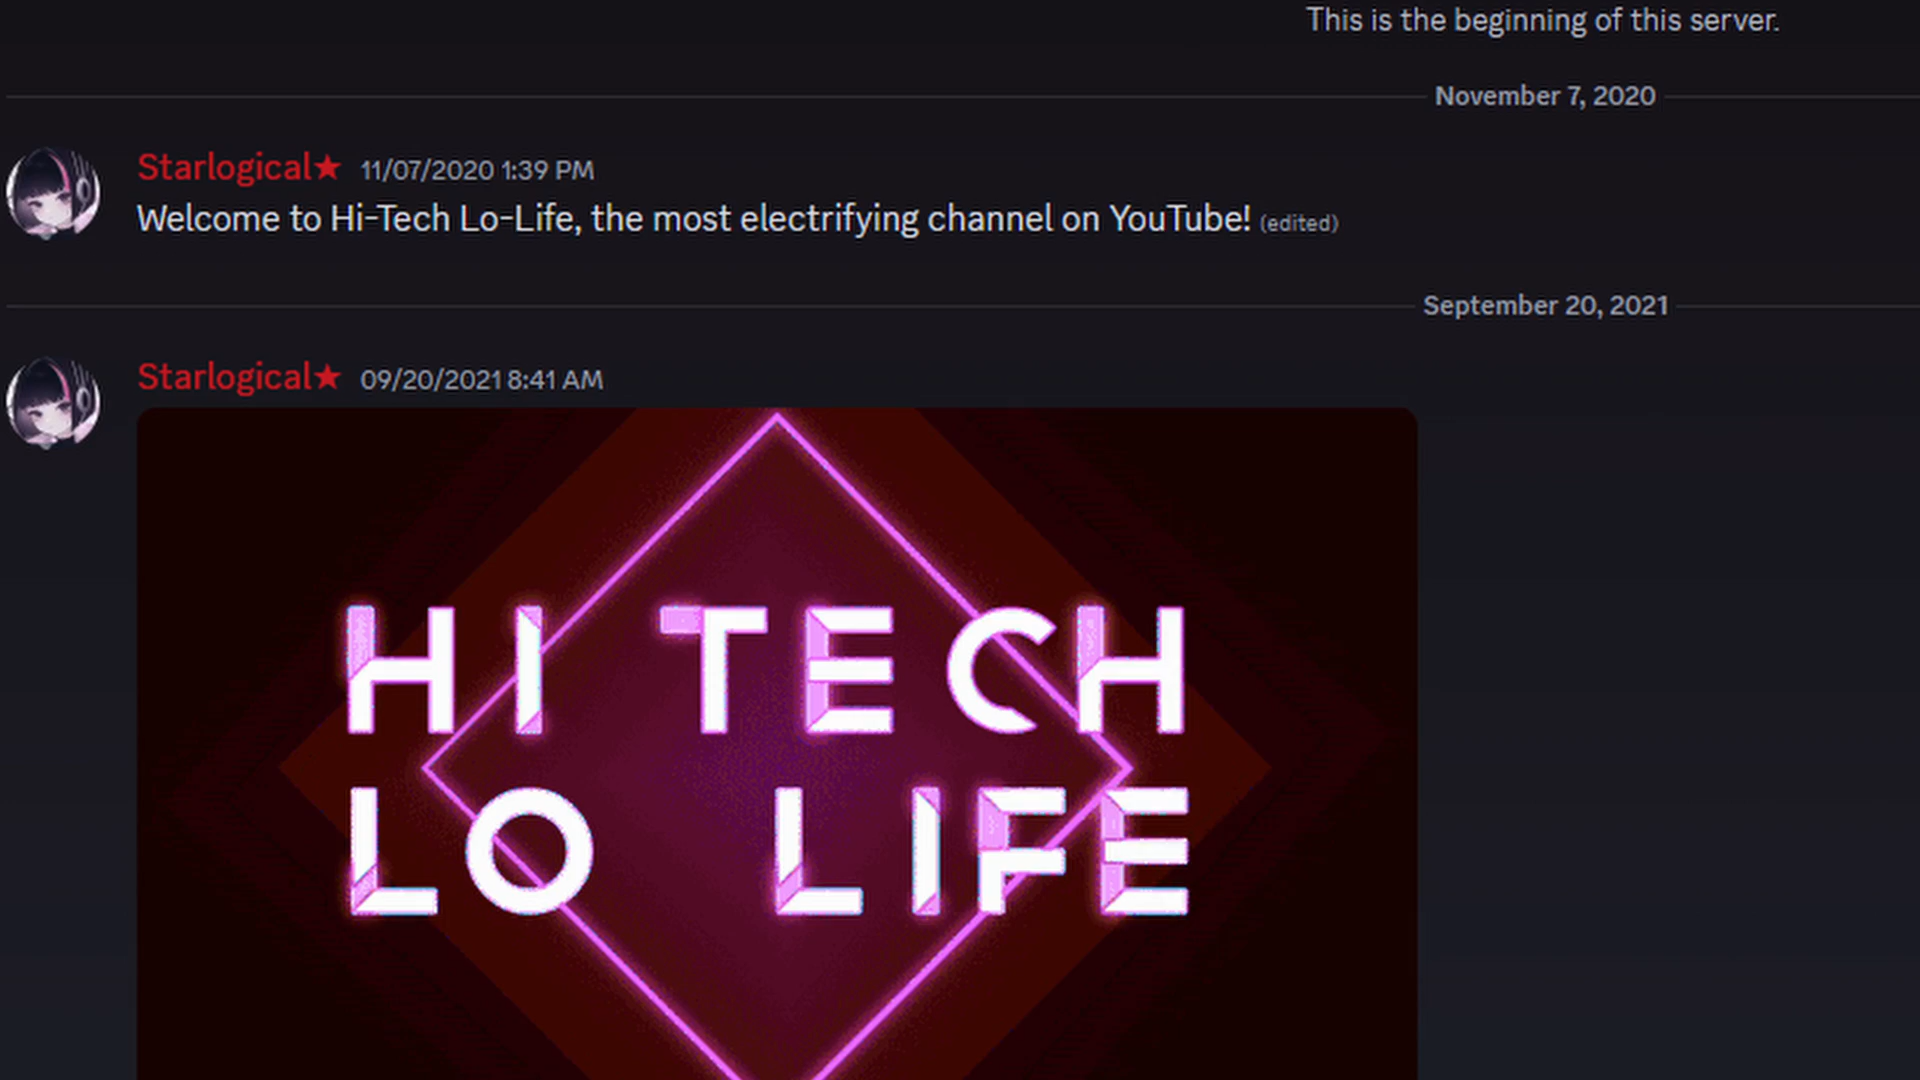 This is the beginning of this server.
November 7, 2020
Starlogical★ 11/07/2020 1:39 PM
Welcome to Hi-Tech Lo-Life, the most electrifying channel on YouTube! (edited)
September 20, 2021
Starlogical★ 09/20/2021 8:41 AM
HI TECH
LO LIFE